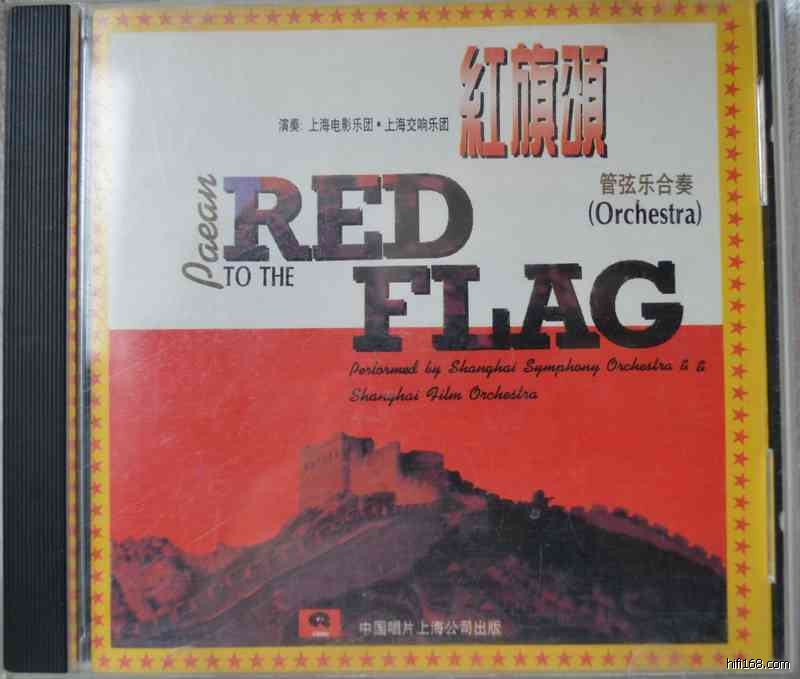 紅旗頌
演奏: 上海电影乐团·上海交响乐团
管弦乐合奏
(Orchestra)
Paean
RED
TO THE
FLAG
Performed by Shanghai Symphony Orchestra & &
Shanghai Film Orchestra
中国唱片上海公司出版
hifi168.com